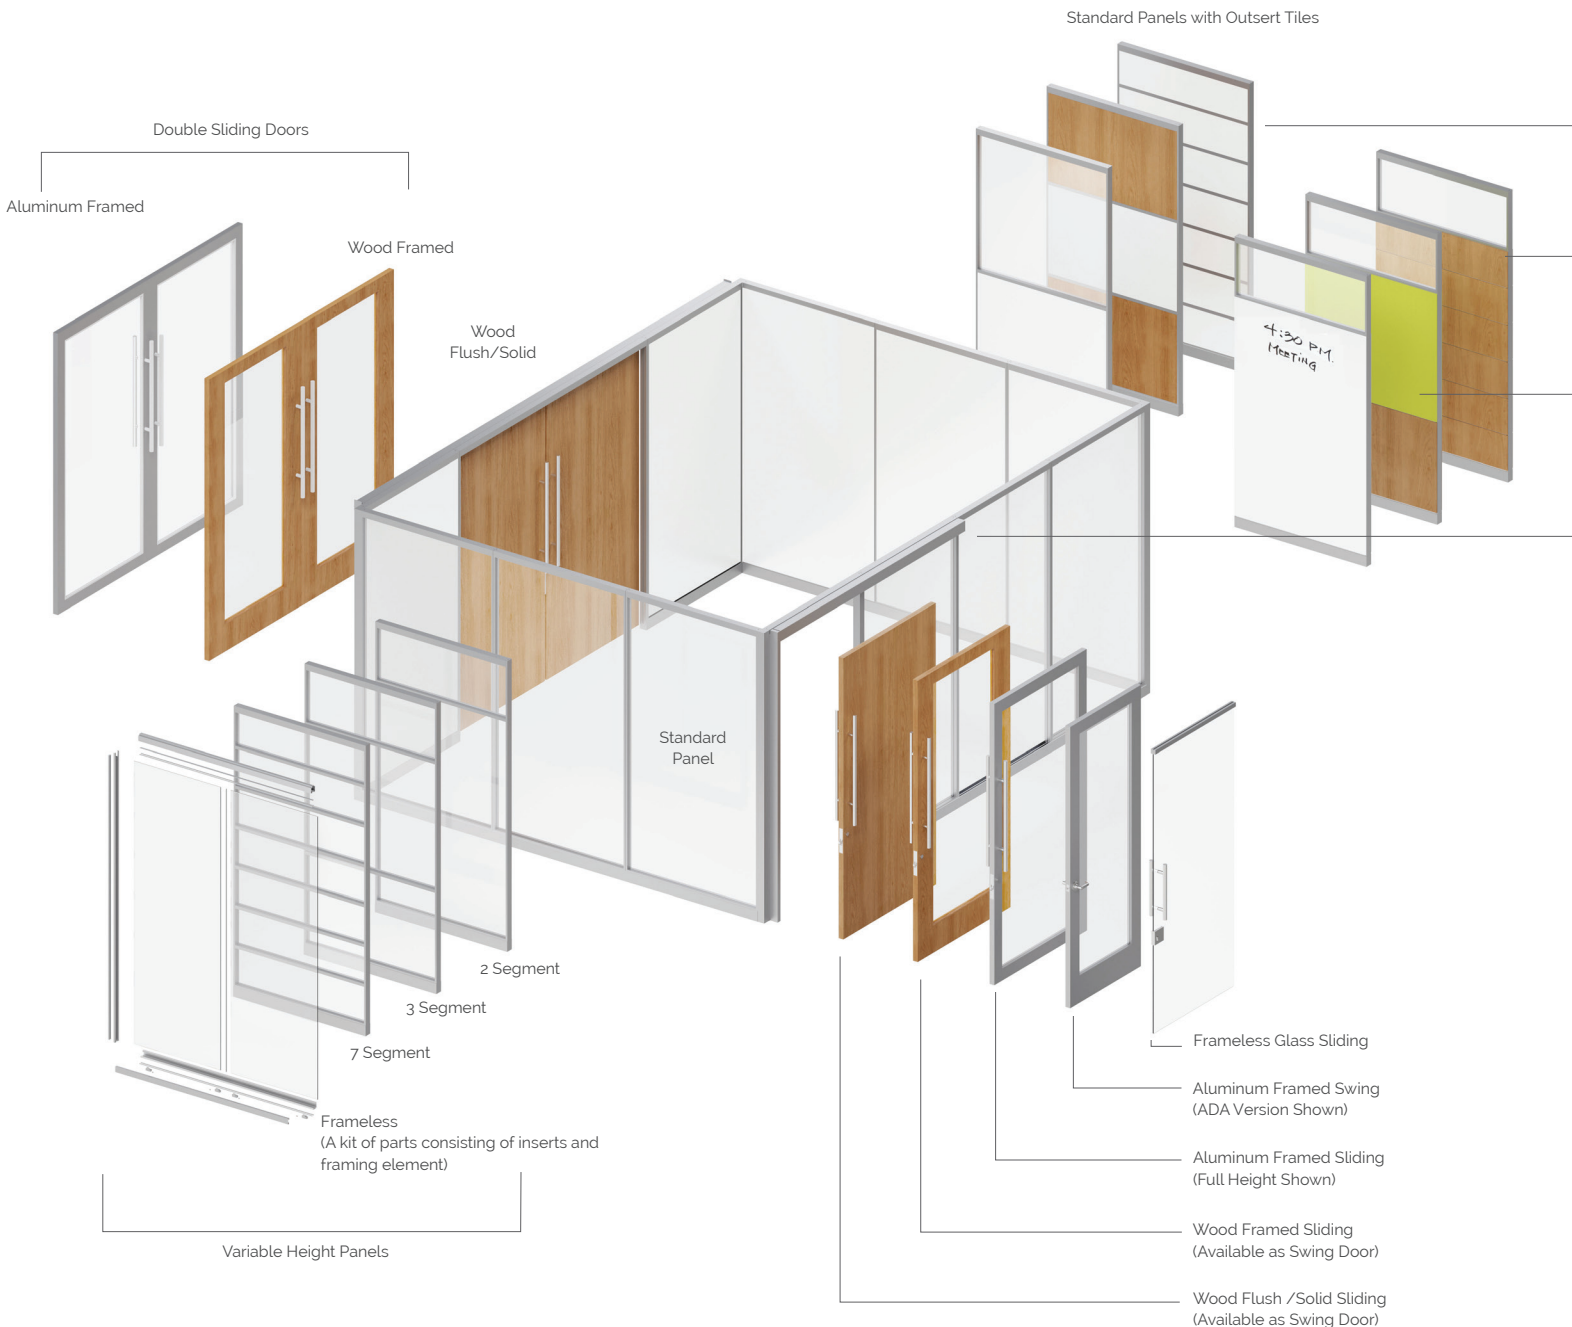 Standard Panels with Outsert Tiles
Double Sliding Doors
Aluminum Framed
Wood Framed
Wood
Flush/Solid
4:30 P.M.
MEETING
Standard
Panel
2 Segment
3 Segment
7 Segment
Frameless
(A kit of parts consisting of inserts and
framing element)
Variable Height Panels
Frameless Glass Sliding
Aluminum Framed Swing
(ADA Version Shown)
Aluminum Framed Sliding
(Full Height Shown)
Wood Framed Sliding
(Available as Swing Door)
Wood Flush /Solid Sliding
(Available as Swing Door)